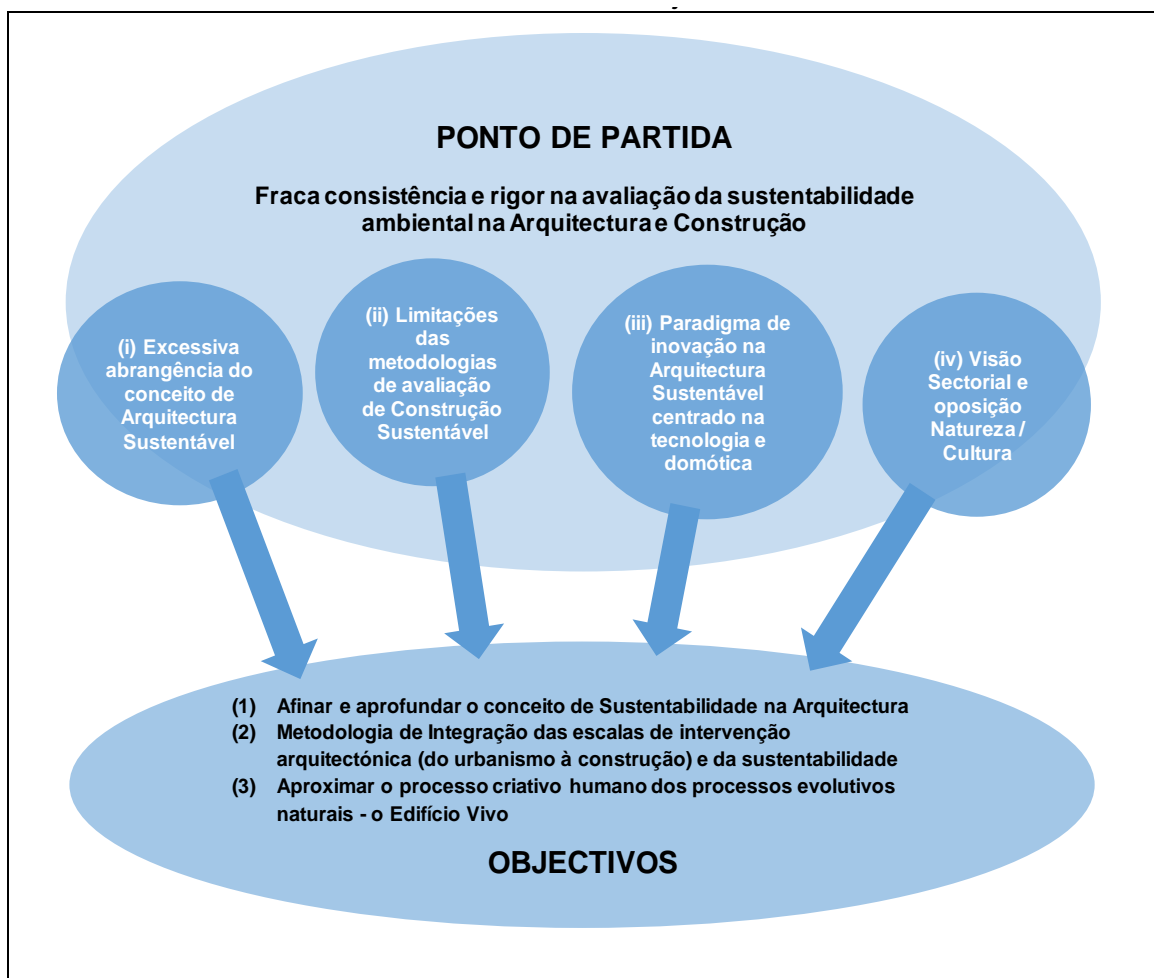 PONTO DE PARTIDA
Fraca consistência e rigor na avaliação da sustentabilidade
ambiental na Arquitectura e Construção
(i) Excessiva
abrangência do
conceito de
Arquitectura
Sustentável
(ii) Limitações
das
metodologias
de avaliação
de Construção
Sustentável
(iii) Paradigma de
inovação na
Arquitectura
Sustentável
centrado na
tecnologia e
domótica
(iv) Visão
Sectorial e
oposição
Natureza /
Cultura
(1) Afinar e aprofundar o conceito de Sustentabilidade na Arquitectura
(2) Metodologia de Integração das escalas de intervenção
arquitectónica (do urbanismo à construção) e da sustentabilidade
(3) Aproximar o processo criativo humano dos processos evolutivos
naturais - o Edifício Vivo
OBJECTIVOS